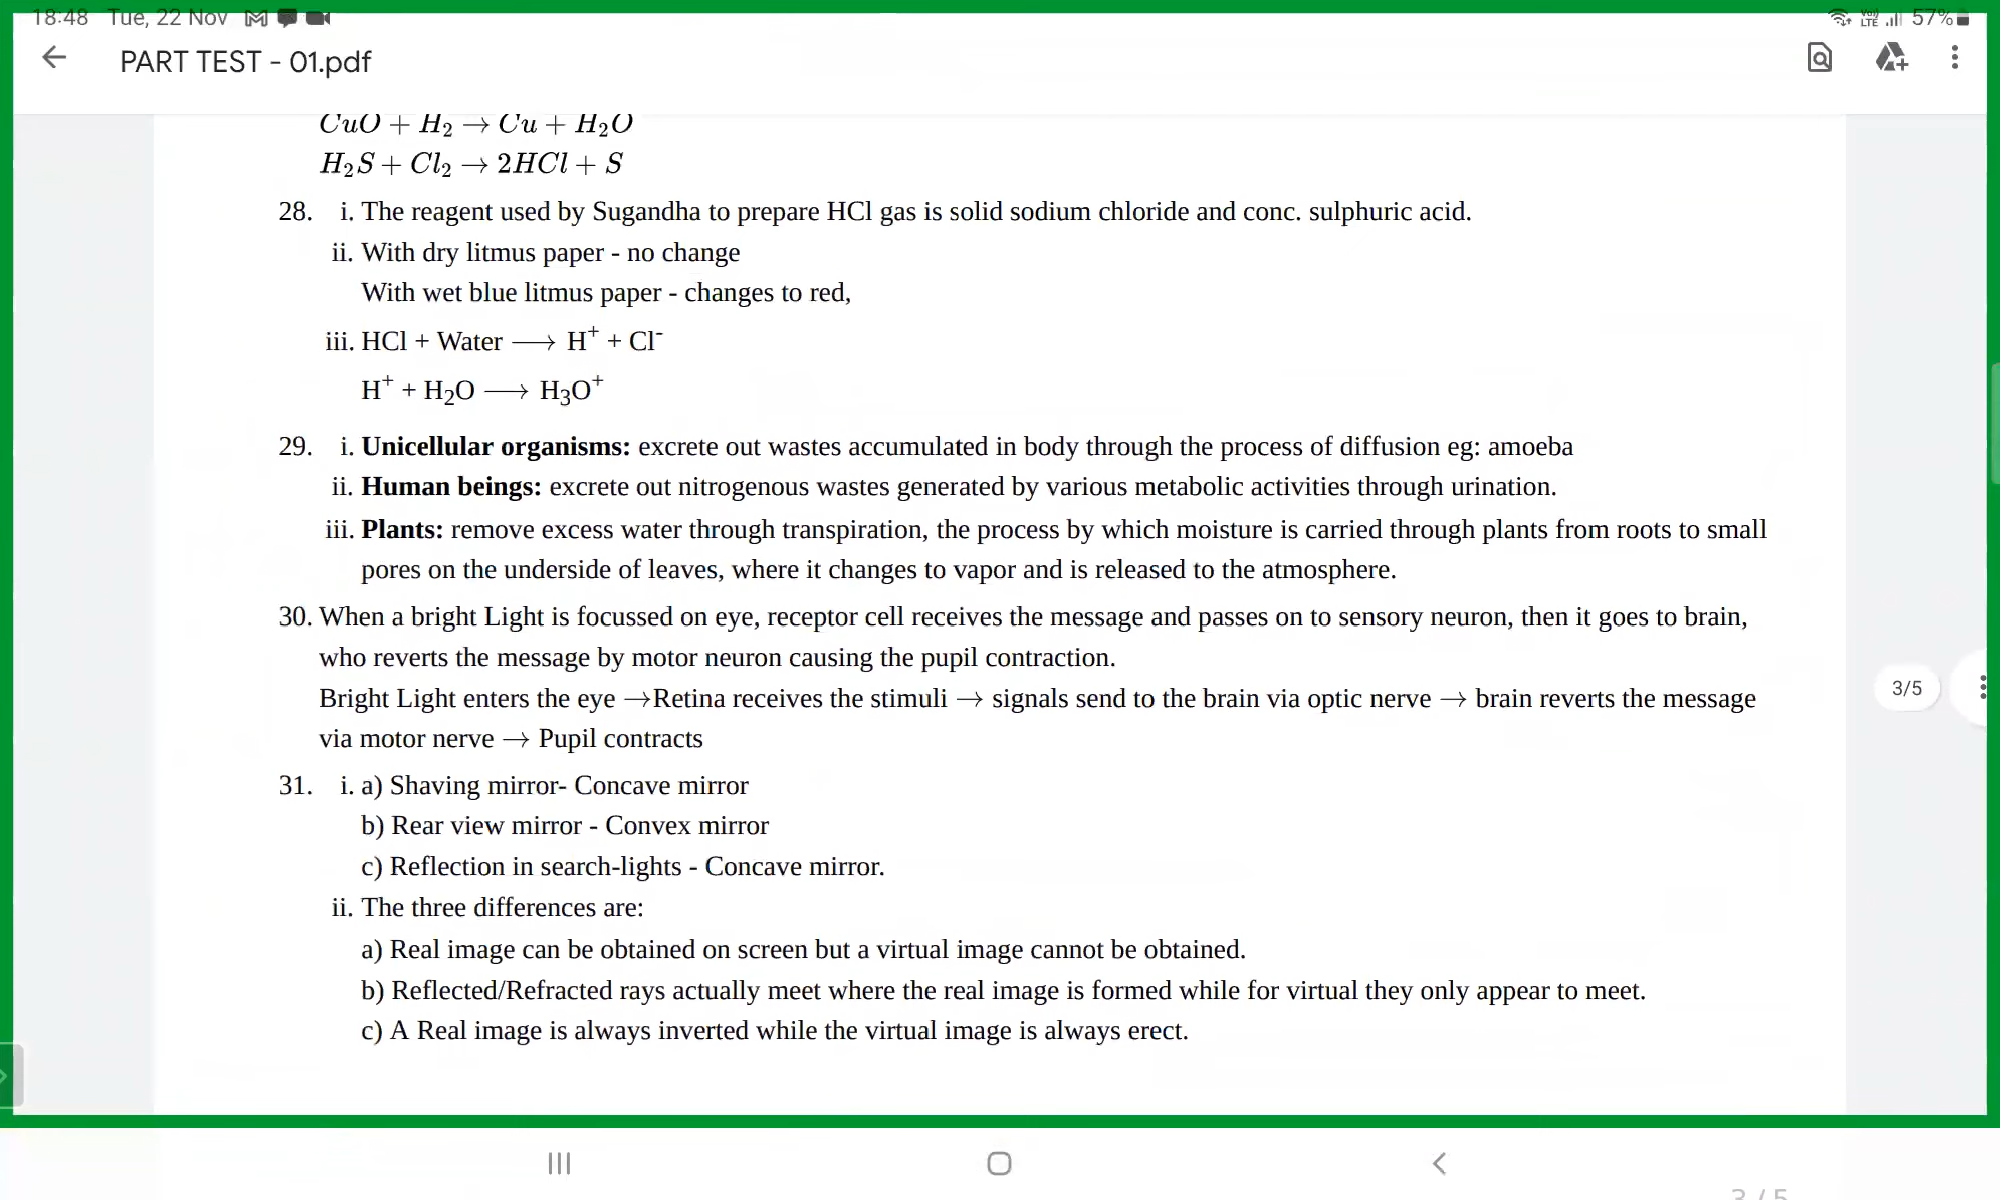 18:48 Tue, 22 Nov
57%
PART TEST - 01.pdf
CuO + H₂ → Cu + H₂O
H₂S + Cl₂ → 2HCl + S
28. i. The reagent used by Sugandha to prepare HCl gas is solid sodium chloride and conc. sulphuric acid.
ii. With dry litmus paper - no change
With wet blue litmus paper - changes to red,
iii. HCl + Water ⟶ H⁺ + Cl⁻
H⁺ + H₂O ⟶ H₃O⁺
29. i. Unicellular organisms: excrete out wastes accumulated in body through the process of diffusion eg: amoeba
ii. Human beings: excrete out nitrogenous wastes generated by various metabolic activities through urination.
iii. Plants: remove excess water through transpiration, the process by which moisture is carried through plants from roots to small
pores on the underside of leaves, where it changes to vapor and is released to the atmosphere.
30. When a bright Light is focussed on eye, receptor cell receives the message and passes on to sensory neuron, then it goes to brain,
who reverts the message by motor neuron causing the pupil contraction.
Bright Light enters the eye →Retina receives the stimuli → signals send to the brain via optic nerve → brain reverts the message
via motor nerve → Pupil contracts
3/5
31. i. a) Shaving mirror- Concave mirror
b) Rear view mirror - Convex mirror
c) Reflection in search-lights - Concave mirror.
ii. The three differences are:
a) Real image can be obtained on screen but a virtual image cannot be obtained.
b) Reflected/Refracted rays actually meet where the real image is formed while for virtual they only appear to meet.
c) A Real image is always inverted while the virtual image is always erect.
3 / 5